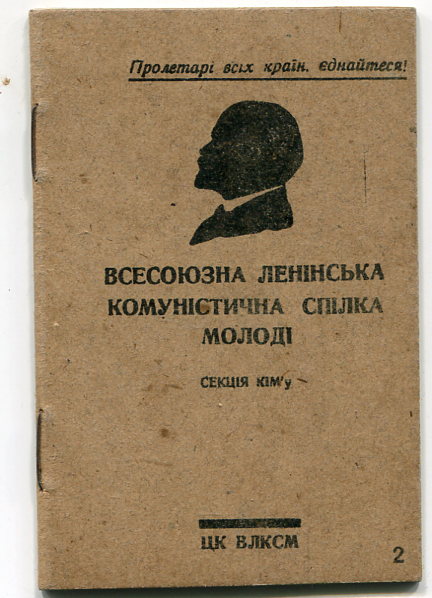 Пролетарі всіх країн, єднайтеся!
ВСЕСОЮЗНА ЛЕНІНСЬКА
КОМУНІСТИЧНА СПІЛКА
МОЛОДІ
СЕКЦІЯ КІМ'у
ЦК ВЛКСМ
2